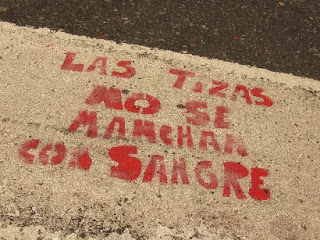 LAS TIZAS
NO SE
MANCHAN
CON SANGRE